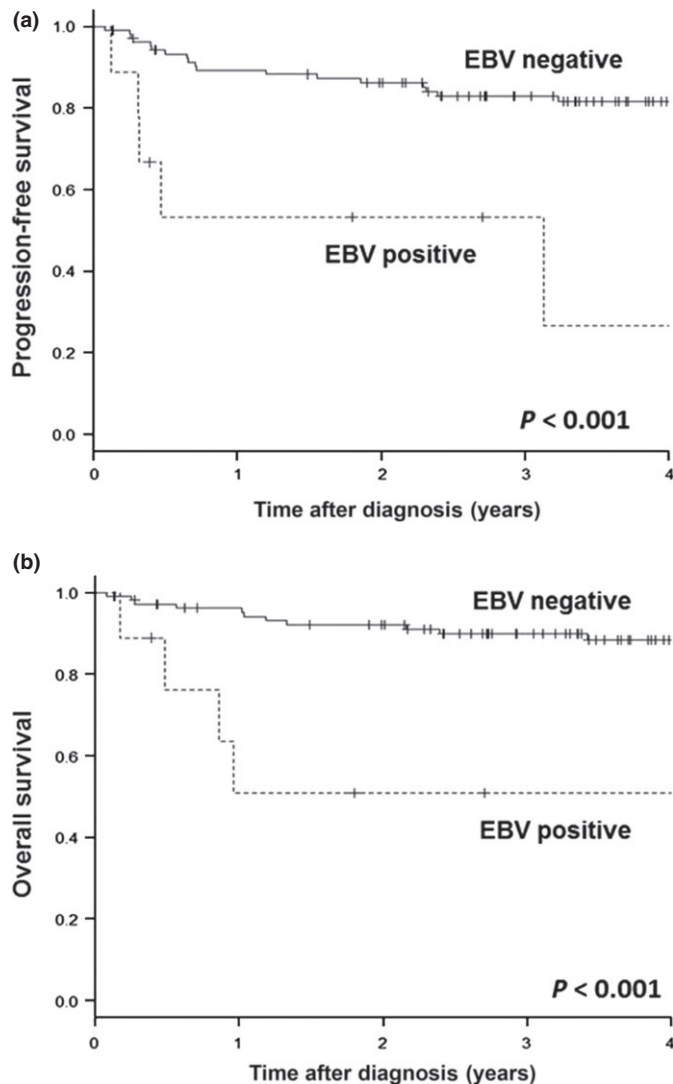 (a)
Progression-free survival
1.0
0.8
0.6
0.4
0.2
0.0
EBV negative
EBV positive
P < 0.001
0 1 2 3 4
Time after diagnosis (years)
(b)
Overall survival
1.0
0.8
0.6
0.4
0.2
0.0
EBV negative
EBV positive
P < 0.001
0 1 2 3 4
Time after diagnosis (years)